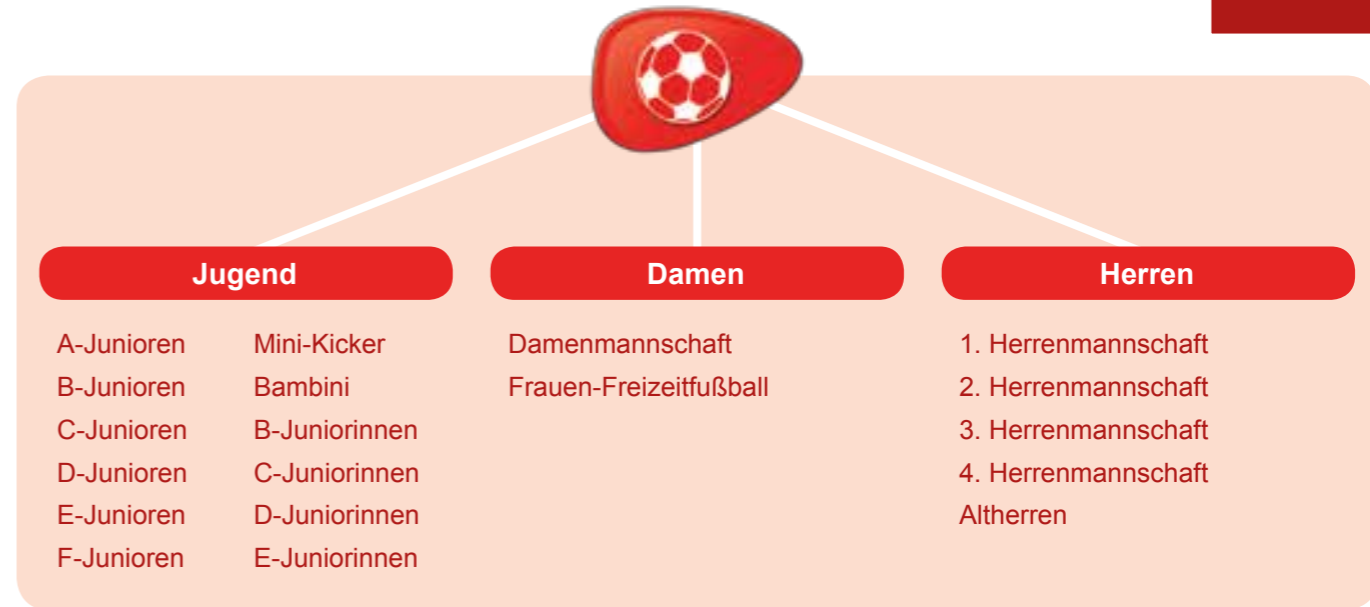 Jugend
A-Junioren
B-Junioren
C-Junioren
D-Junioren
E-Junioren
F-Junioren
Mini-Kicker
Bambini
B-Juniorinnen
C-Juniorinnen
D-Juniorinnen
E-Juniorinnen
Damen
Damenmannschaft
Frauen-Freizeitfußball
Herren
1. Herrenmannschaft
2. Herrenmannschaft
3. Herrenmannschaft
4. Herrenmannschaft
Altherren